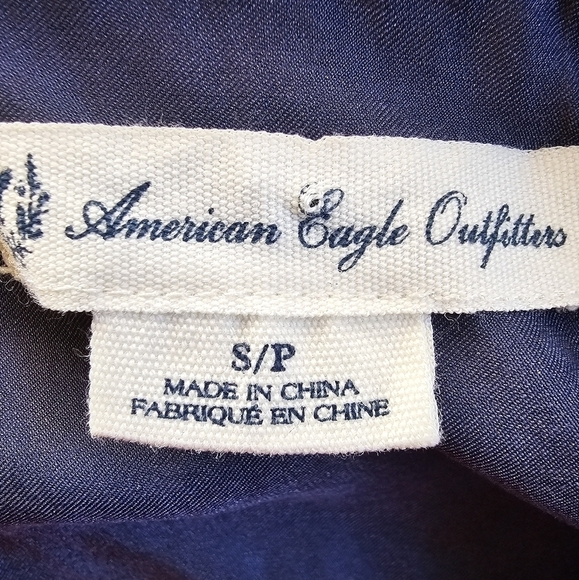 American Eagle Outfitters
S/P
MADE IN CHINA
FABRIQUÉ EN CHINE